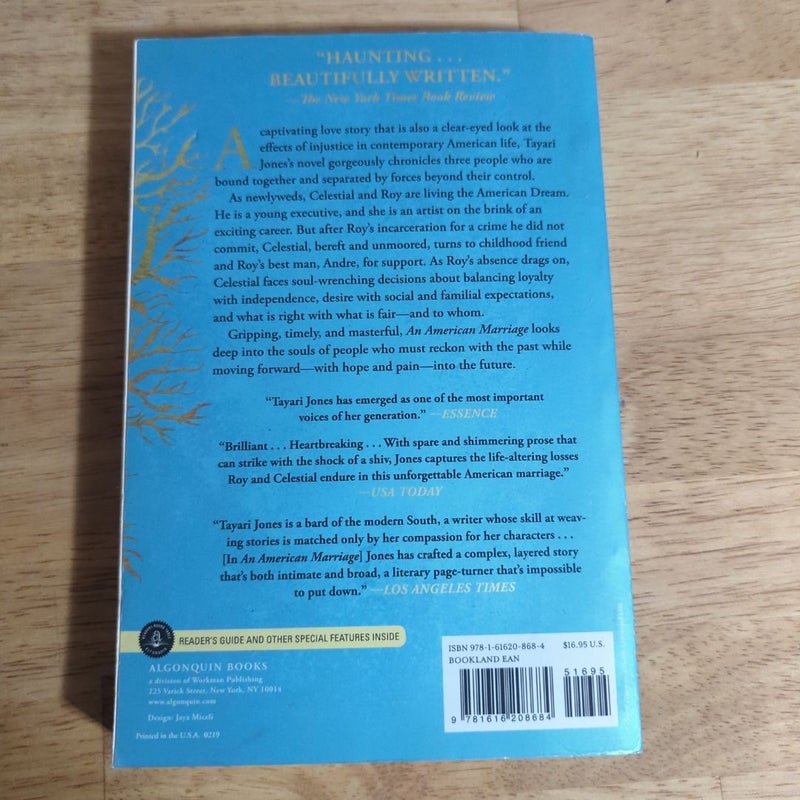 "HAUNTING . . .
BEAUTIFULLY WRITTEN."
—The New York Times Book Review
A captivating love story that is also a clear-eyed look at the
effects of injustice in contemporary American life, Tayari
Jones's novel gorgeously chronicles three people who are
bound together and separated by forces beyond their control.
As newlyweds, Celestial and Roy are living the American Dream.
He is a young executive, and she is an artist on the brink of an
exciting career. But after Roy's incarceration for a crime he did not
commit, Celestial, bereft and unmoored, turns to childhood friend
and Roy's best man, Andre, for support. As Roy's absence drags on,
Celestial faces soul-wrenching decisions about balancing loyalty
with independence, desire with social and familial expectations,
and what is right with what is fair—and to whom.
Gripping, timely, and masterful, An American Marriage looks
deep into the souls of people who must reckon with the past while
moving forward—with hope and pain—into the future.
"Tayari Jones has emerged as one of the most important
voices of her generation." —ESSENCE
"Brilliant . . . Heartbreaking . . . With spare and shimmering prose that
can strike with the shock of a shiv, Jones captures the life-altering losses
Roy and Celestial endure in this unforgettable American marriage."
—USA TODAY
"Tayari Jones is a bard of the modern South, a writer whose skill at weav-
ing stories is matched only by her compassion for her characters . . .
[In An American Marriage] Jones has crafted a complex, layered story
that's both intimate and broad, a literary page-turner that's impossible
to put down." —LOS ANGELES TIMES
READER'S GUIDE AND OTHER SPECIAL FEATURES INSIDE
ALGONQUIN BOOKS
a division of Workman Publishing
225 Varick Street, New York, NY 10014
www.algonquin.com
Design: Jaya Miceli
Printed in the U.S.A. 0219
ISBN 978-1-61620-868-4 $16.95 U.S.
BOOKLAND EAN
51695
9 781616 208684